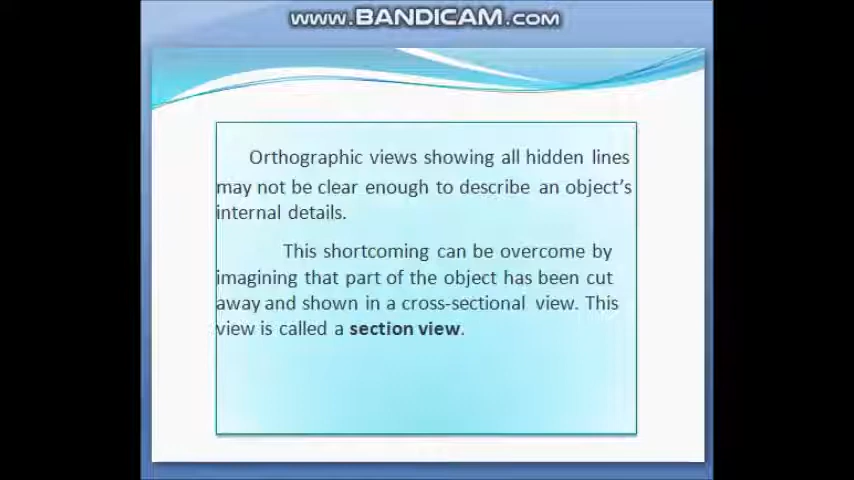 www.BANDICAM.com
Orthographic views showing all hidden lines
may not be clear enough to describe an object’s
internal details.
This shortcoming can be overcome by
imagining that part of the object has been cut
away and shown in a cross-sectional view. This
view is called a section view.